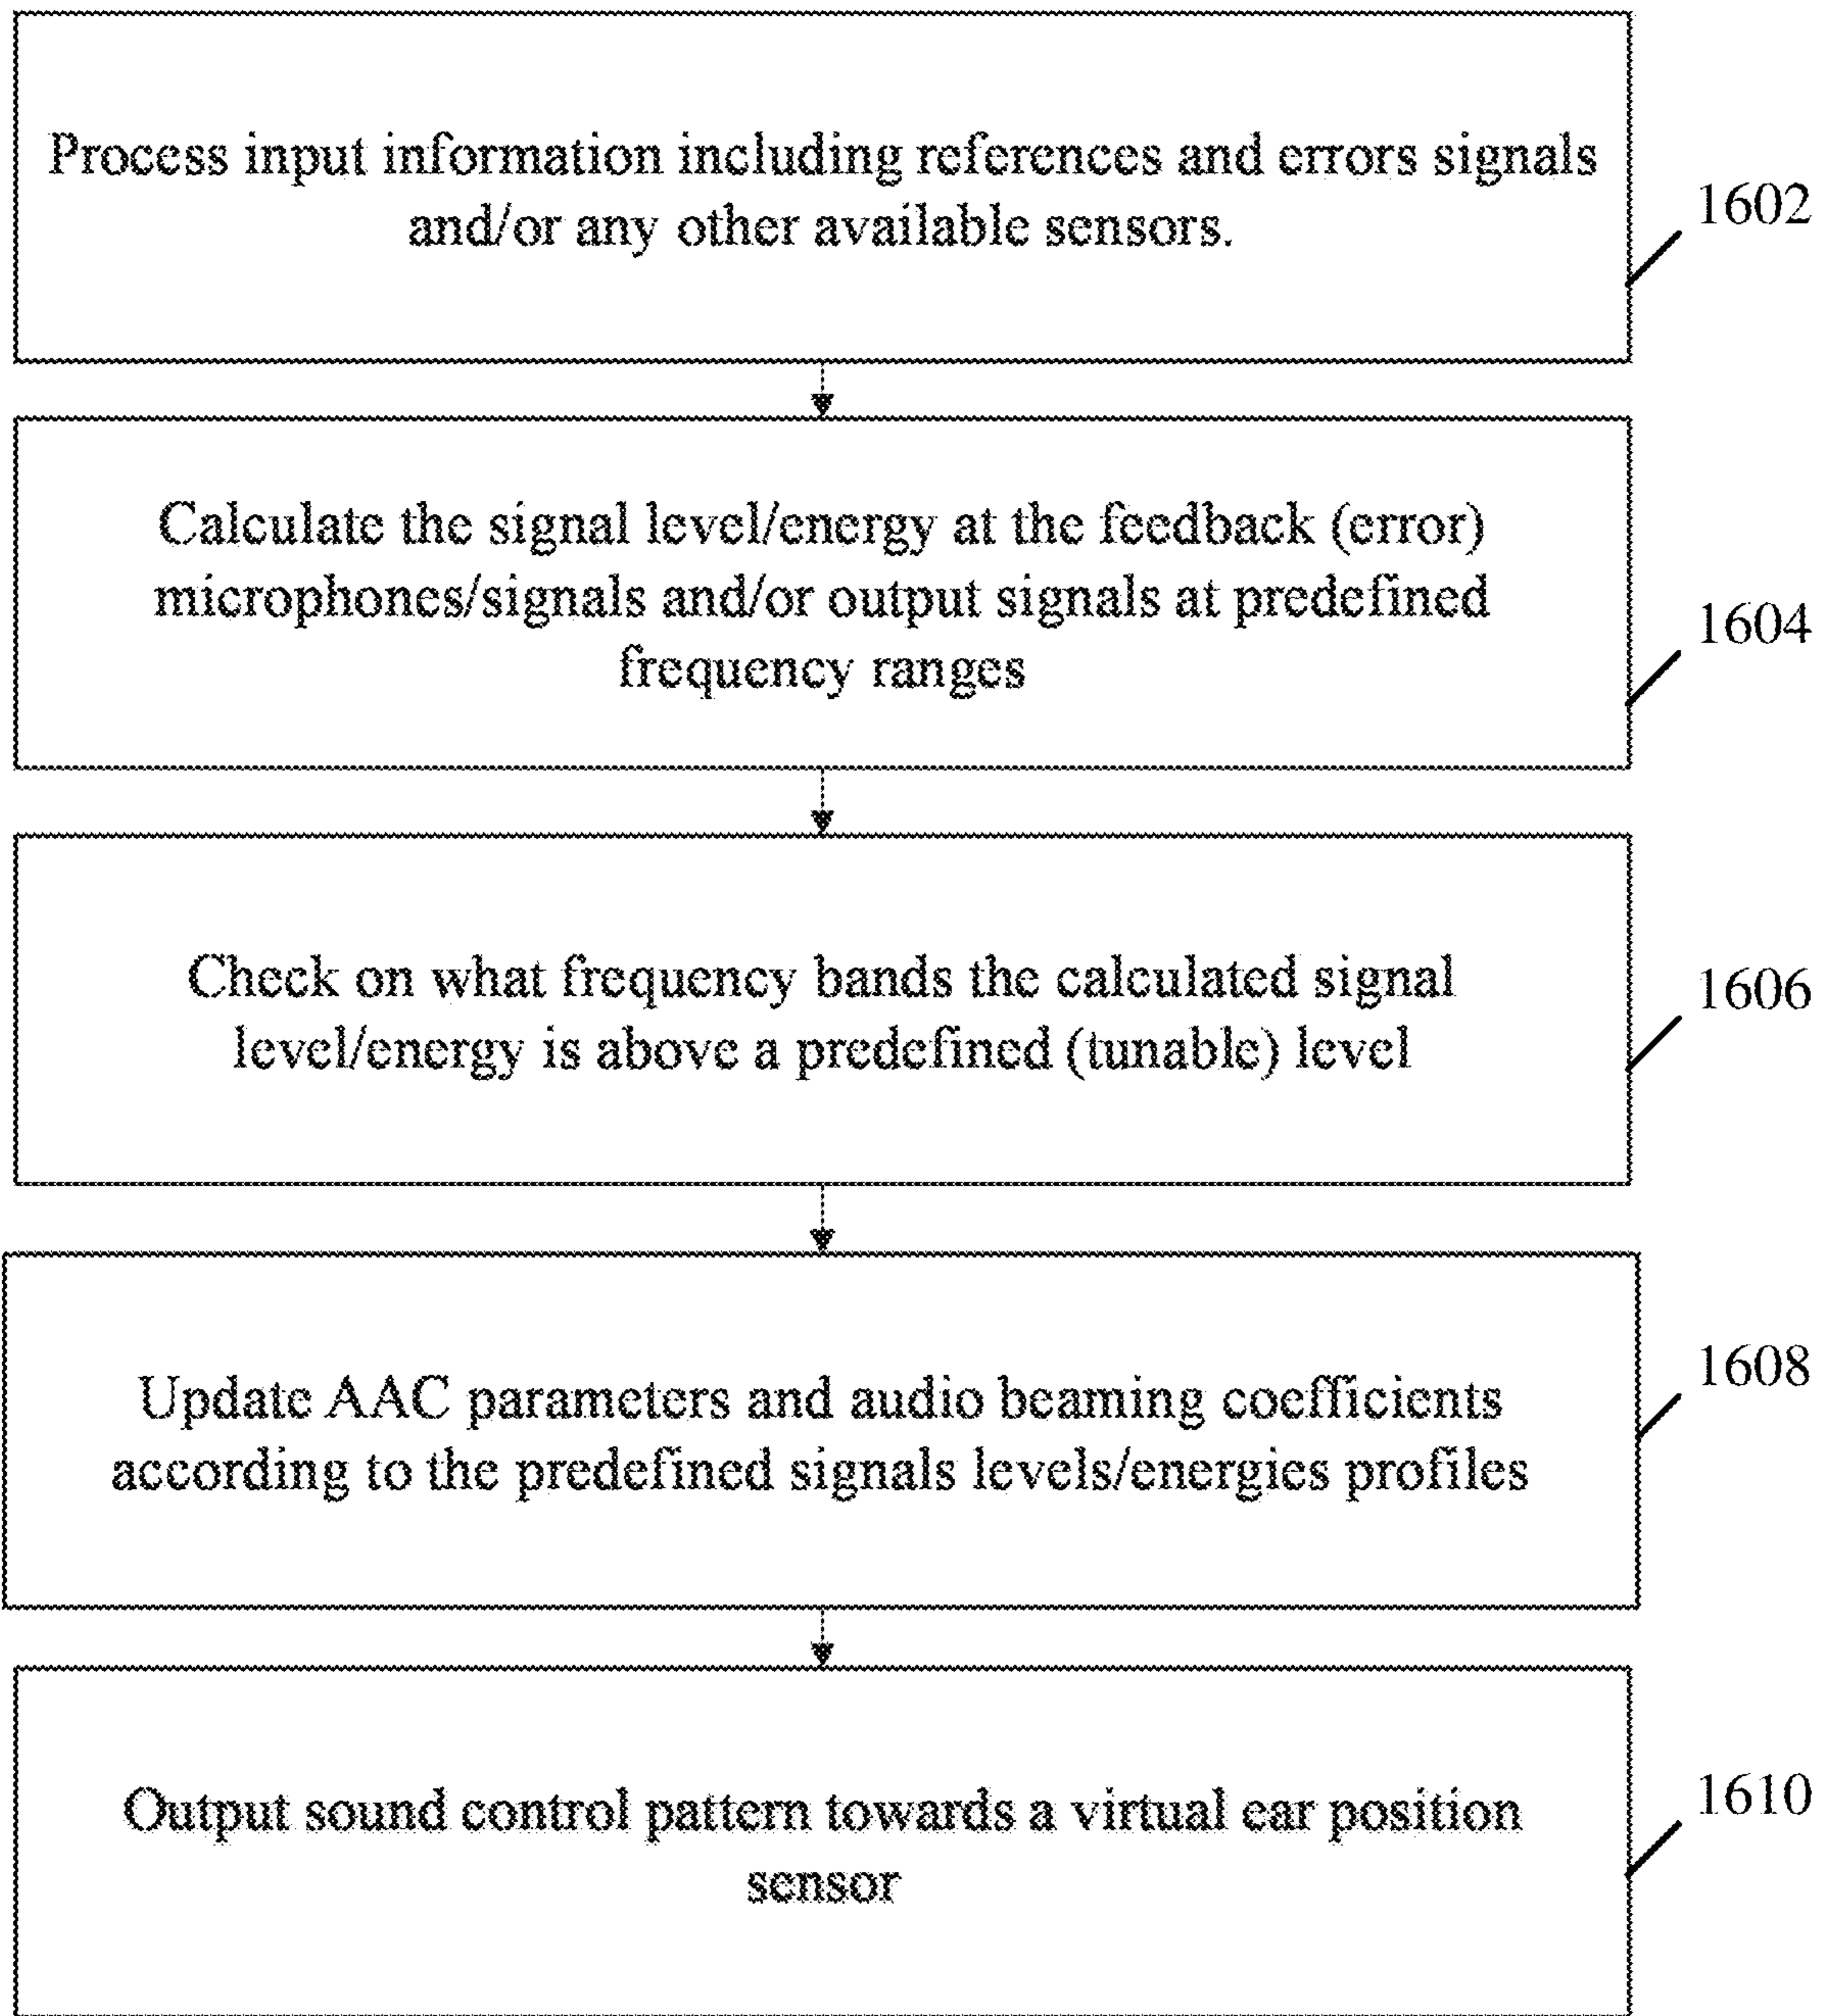 Process input information including references and errors signals
and/or any other available sensors.
1602
Calculate the signal level/energy at the feedback (error)
microphones/signals and/or output signals at predefined
frequency ranges
1604
Check on what frequency bands the calculated signal
level/energy is above a predefined (tunable) level
1606
Update AAC parameters and audio beaming coefficients
according to the predefined signals levels/energies profiles
1608
Output sound control pattern towards a virtual ear position
sensor
1610